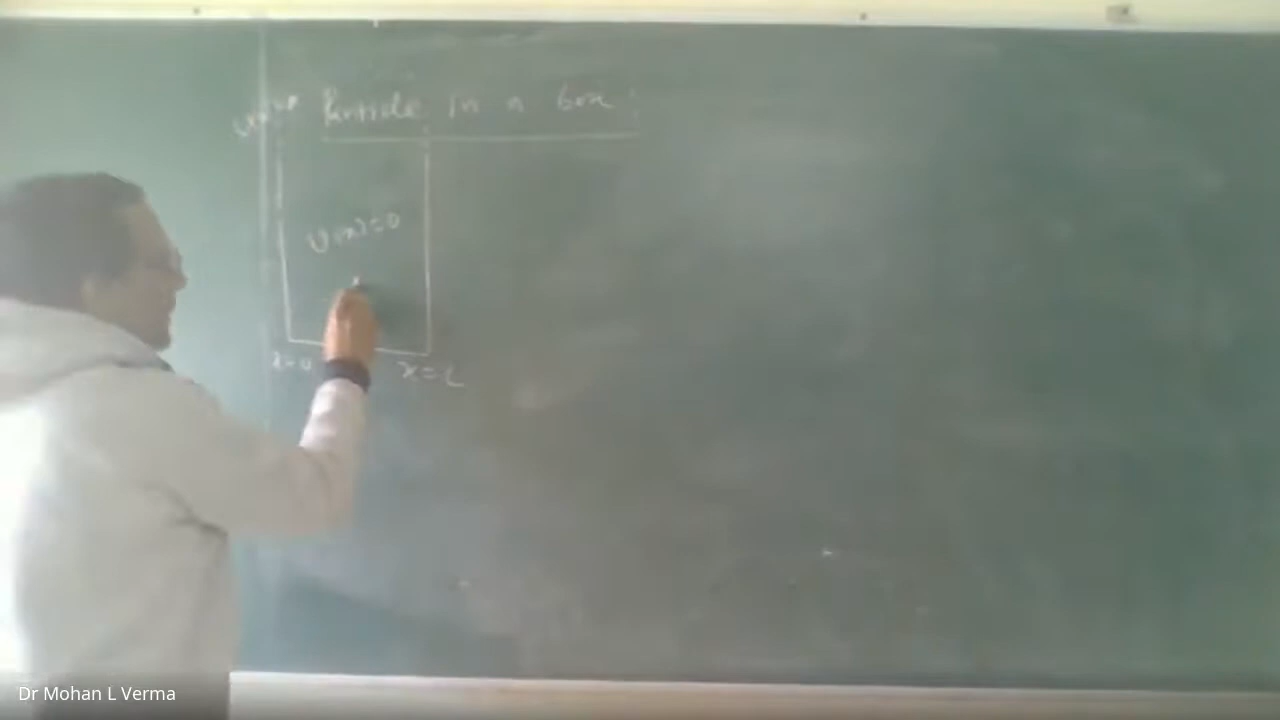 Particle in a box :
U(x)=0
x=0 x=L
Dr Mohan L Verma